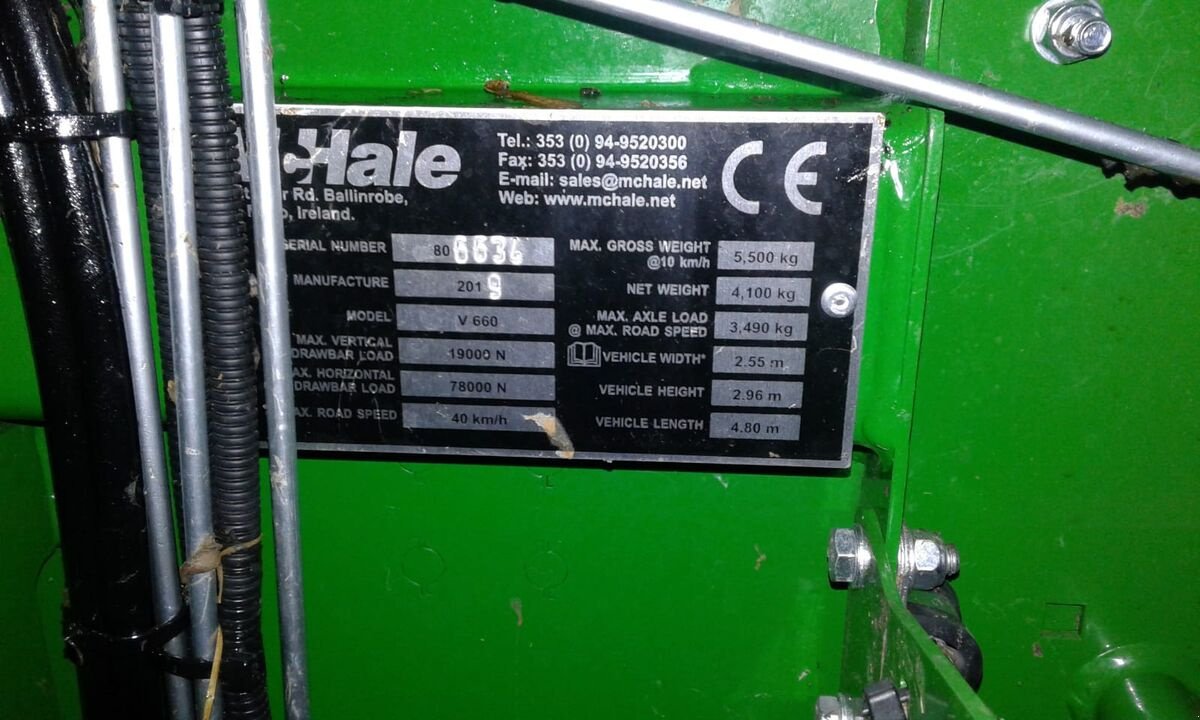 McHale
Rd. Ballinrobe,
Ireland.
Tel.: 353 (0) 94-9520300
Fax: 353 (0) 94-9520356
E-mail: sales@mchale.net
Web: www.mchale.net
CE
SERIAL NUMBER 806636
MANUFACTURE 2019
MODEL V 660
MAX. VERTICAL
DRAWBAR LOAD 19000 N
MAX. HORIZONTAL
DRAWBAR LOAD 78000 N
MAX. ROAD SPEED 40 km/h
MAX. GROSS WEIGHT
@10 km/h 5,500 kg
NET WEIGHT 4,100 kg
MAX. AXLE LOAD
@ MAX. ROAD SPEED 3,490 kg
VEHICLE WIDTH* 2.55 m
VEHICLE HEIGHT 2.96 m
VEHICLE LENGTH 4.80 m